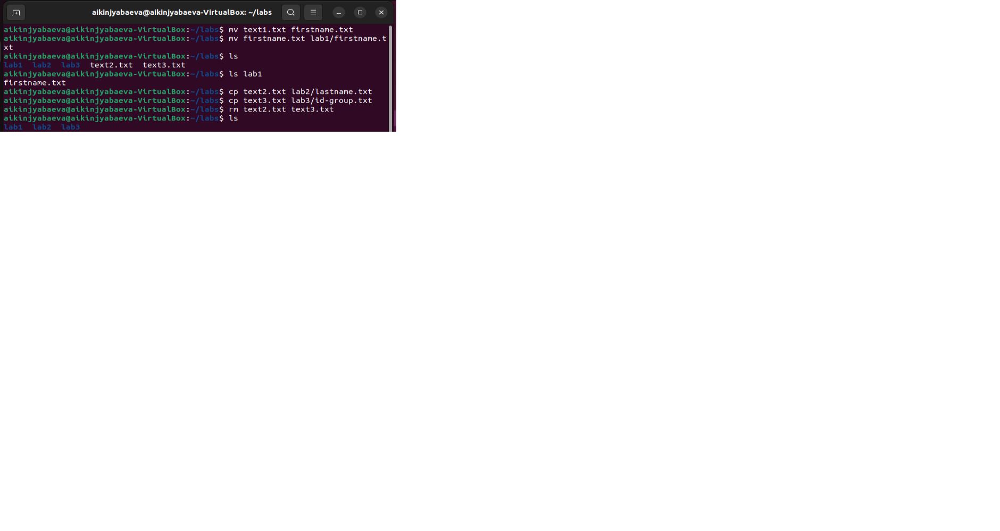 aikinjyabaeva@aikinjyabaeva-VirtualBox: ~/labs
aikinjyabaeva@aikinjyabaeva-VirtualBox:~/labs$ mv text1.txt firstname.txt
aikinjyabaeva@aikinjyabaeva-VirtualBox:~/labs$ mv firstname.txt lab1/firstname.t
xt
aikinjyabaeva@aikinjyabaeva-VirtualBox:~/labs$ ls
lab1  lab2  lab3  text2.txt  text3.txt
aikinjyabaeva@aikinjyabaeva-VirtualBox:~/labs$ ls lab1
firstname.txt
aikinjyabaeva@aikinjyabaeva-VirtualBox:~/labs$ cp text2.txt lab2/lastname.txt
aikinjyabaeva@aikinjyabaeva-VirtualBox:~/labs$ cp text3.txt lab3/id-group.txt
aikinjyabaeva@aikinjyabaeva-VirtualBox:~/labs$ rm text2.txt text3.txt
aikinjyabaeva@aikinjyabaeva-VirtualBox:~/labs$ ls
lab1  lab2  lab3